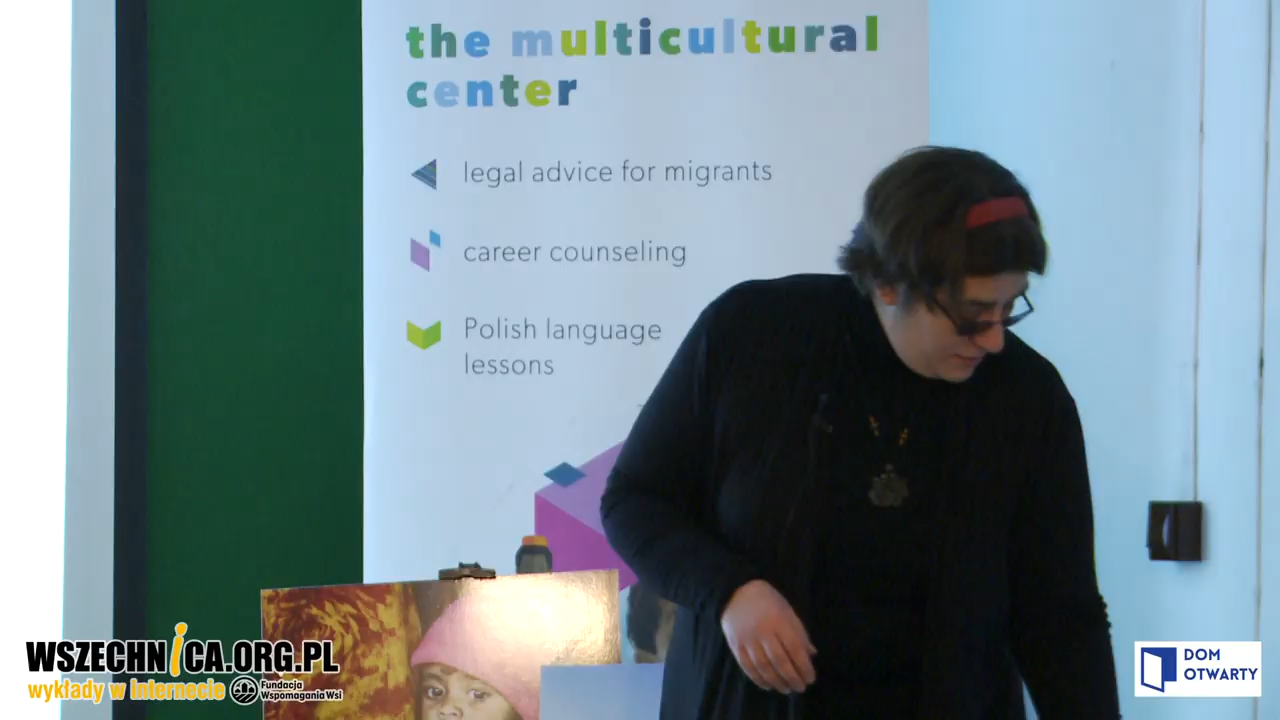 the multicultural
center
legal advice for migrants
career counseling
Polish language
lessons
WSZECHNICA.ORG.PL
wykłady w internecie
Fundacja
Wspomagania Wsi
DOM
OTWARTY